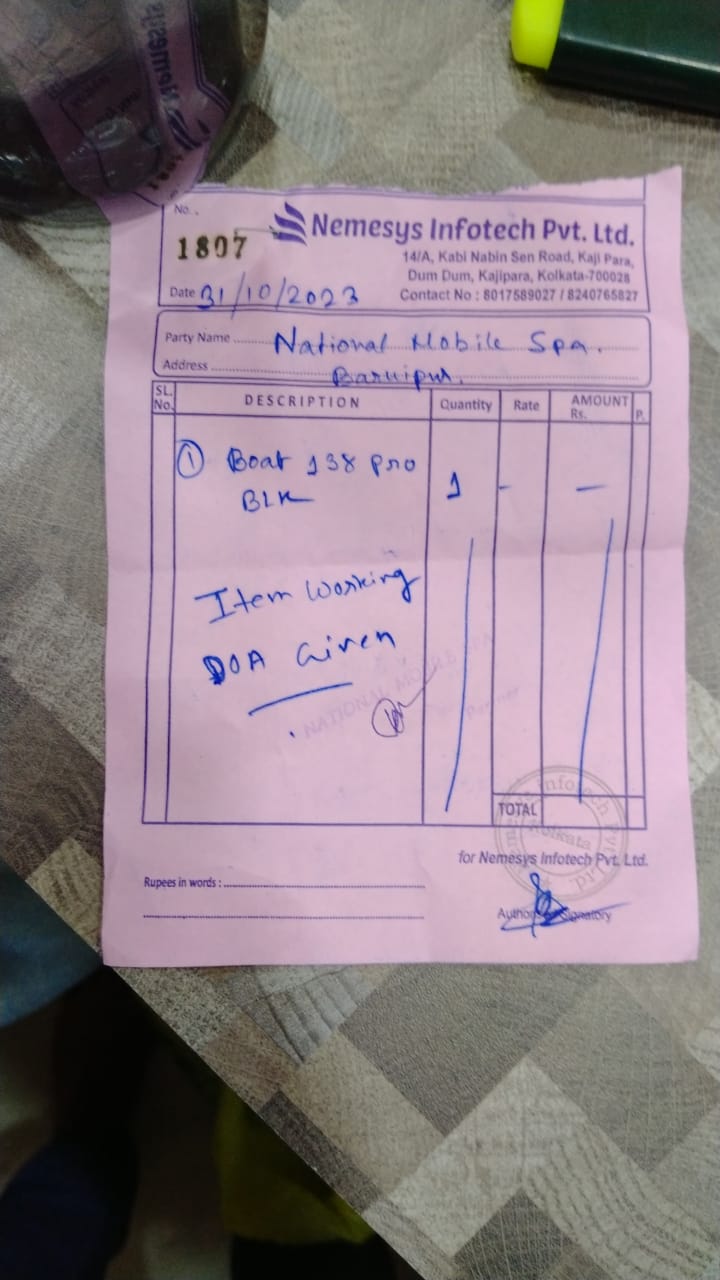 No.
1807
Nemesys Infotech Pvt. Ltd.
14/A, Kabi Nabin Sen Road, Kaji Para,
Dum Dum, Kajipara, Kolkata-700028
Date 31/10/2023
Contact No : 8017589027 / 8240765827
Party Name National Mobile Spa.
Address Baruipur.
SL. No. DESCRIPTION Quantity Rate AMOUNT Rs. P.
① Boat 138 Pro 1 - -
BLK
Item Working
DOA Given
NATIONAL MOBILE SPA
Partner
TOTAL
Nemesys Infotech Pvt. Ltd.
Kolkata
for Nemesys Infotech Pvt. Ltd.
Rupees in words :
Authorised Signatory